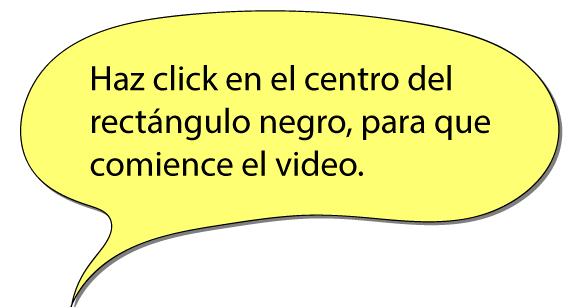 Haz click en el centro del
rectángulo negro, para que
comience el video.